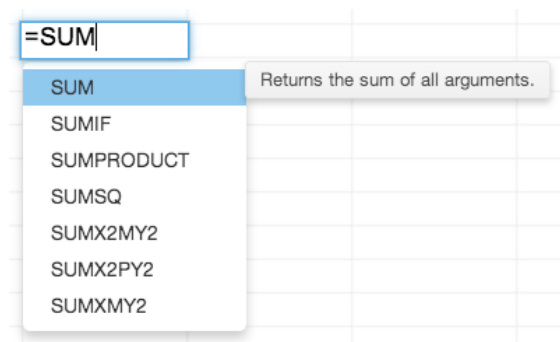 =SUM
SUM
Returns the sum of all arguments.
SUMIF
SUMPRODUCT
SUMSQ
SUMX2MY2
SUMX2PY2
SUMXMY2